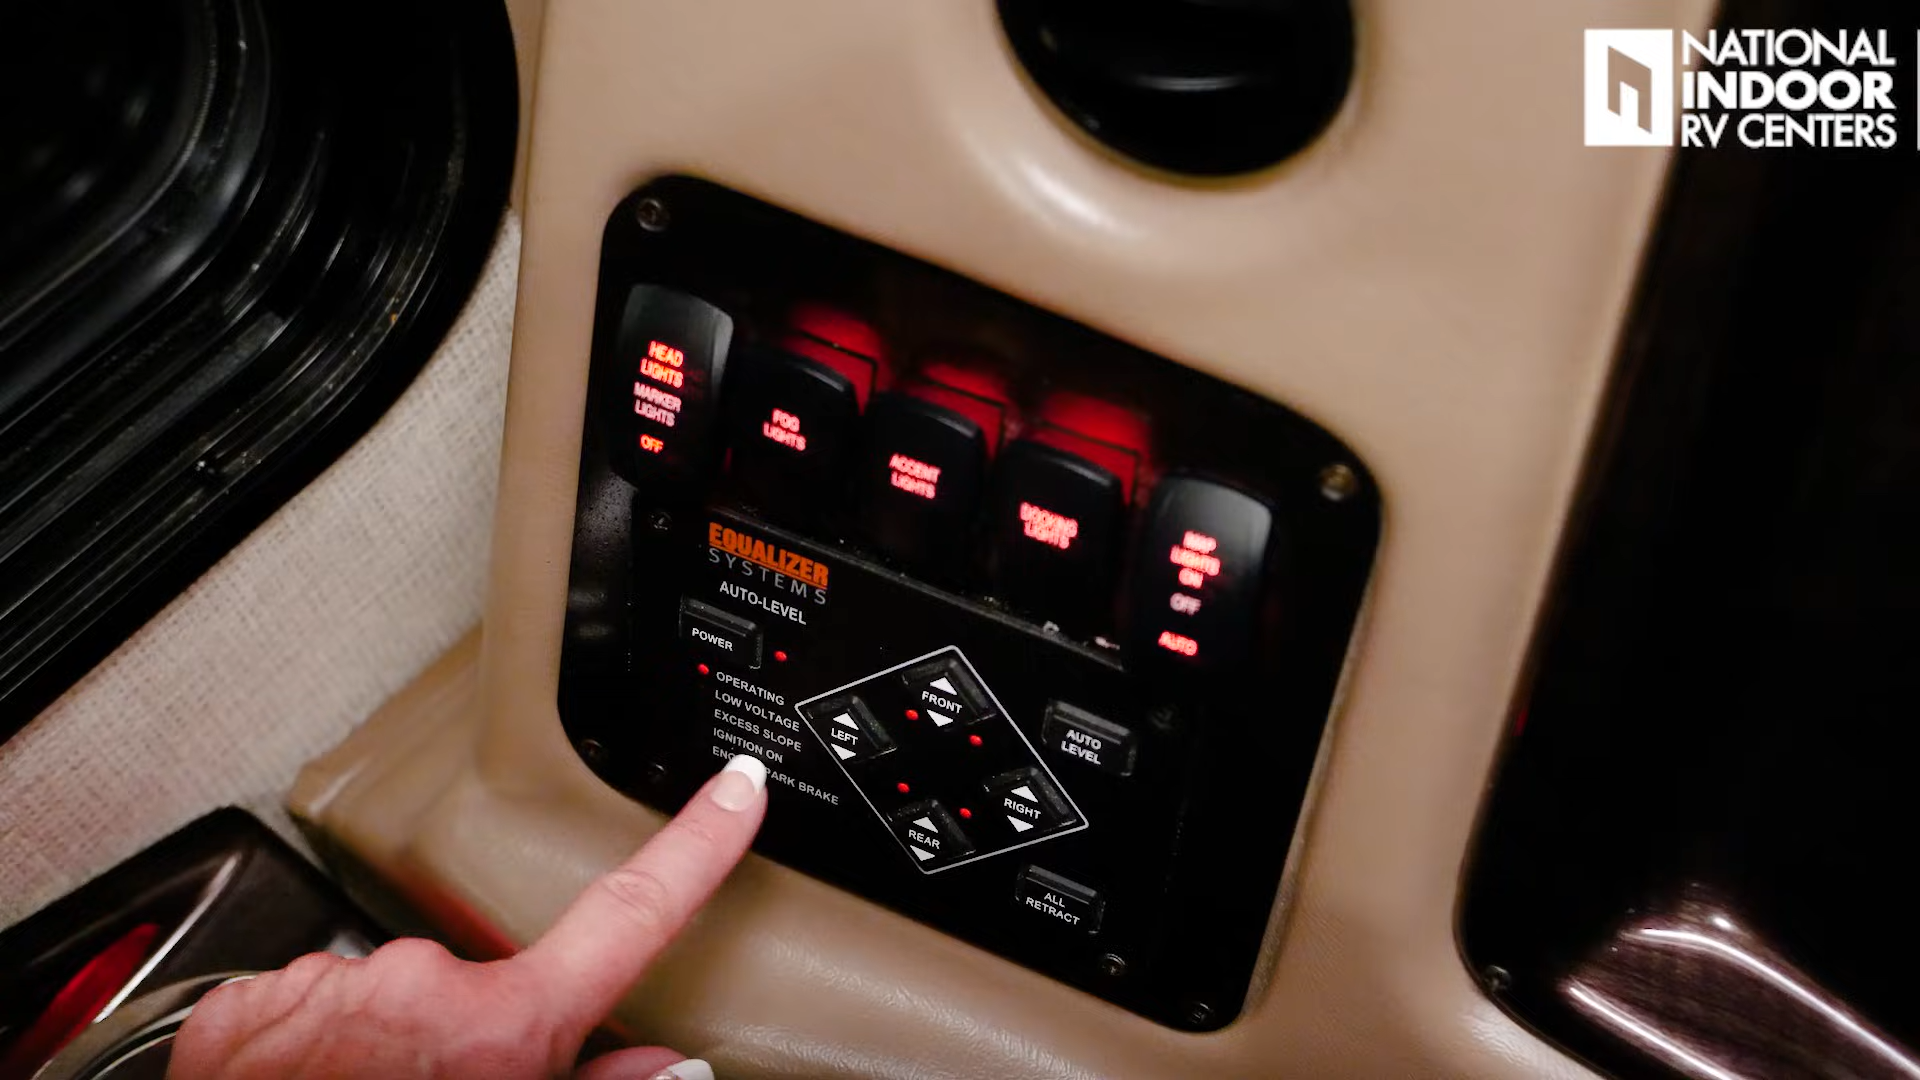 NATIONAL
INDOOR
RV CENTERS
HEAD
LIGHTS
MARKER
LIGHTS
OFF
FOG
LIGHTS
ACCENT
LIGHTS
DOCKING
LIGHTS
MAP
LIGHTS
ON
OFF
AUTO
EQUALIZER
SYSTEMS
AUTO-LEVEL
POWER
OPERATING
LOW VOLTAGE
EXCESS SLOPE
IGNITION ON
PARK BRAKE
FRONT
LEFT
RIGHT
REAR
AUTO
LEVEL
ALL
RETRACT